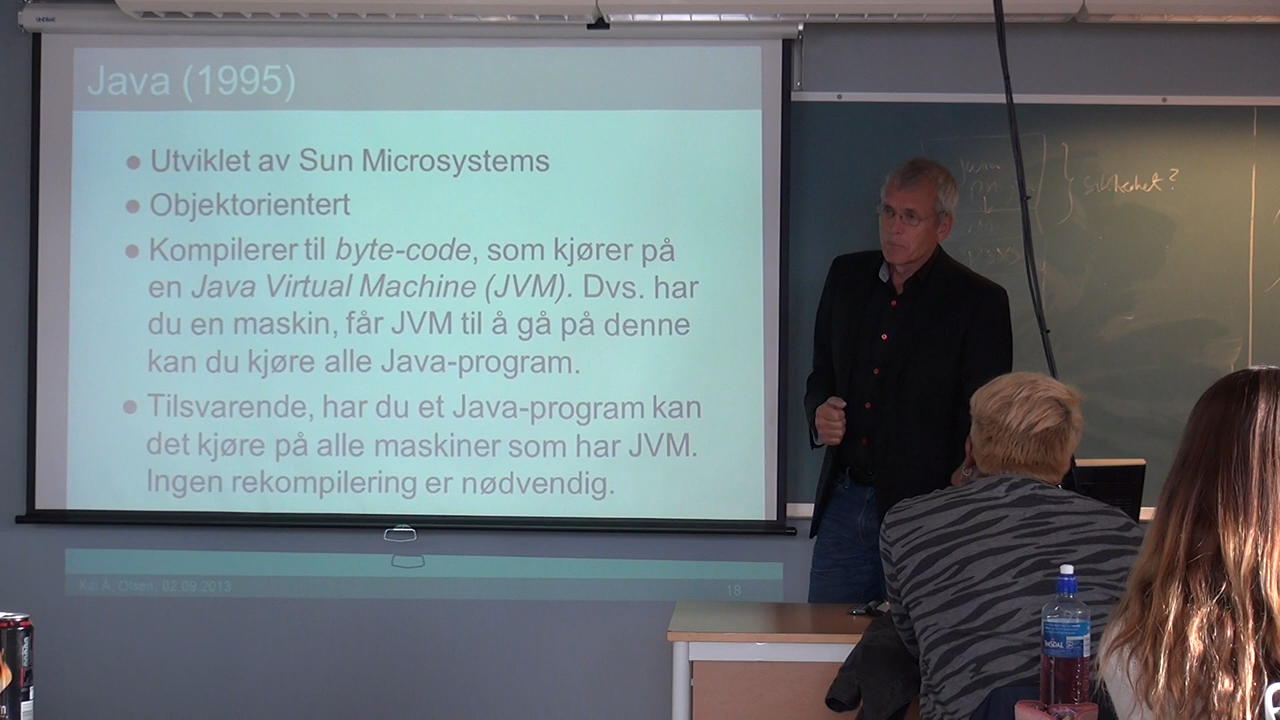 Java (1995)
• Utviklet av Sun Microsystems
• Objektorientert
• Kompilerer til byte-code, som kjører på
en Java Virtual Machine (JVM). Dvs. har
du en maskin, får JVM til å gå på denne
kan du kjøre alle Java-program.
• Tilsvarende, har du et Java-program kan
det kjøre på alle maskiner som har JVM.
Ingen rekompilering er nødvendig.
Kai A. Olsen, 02.09.2013
18
Sikkerhet?